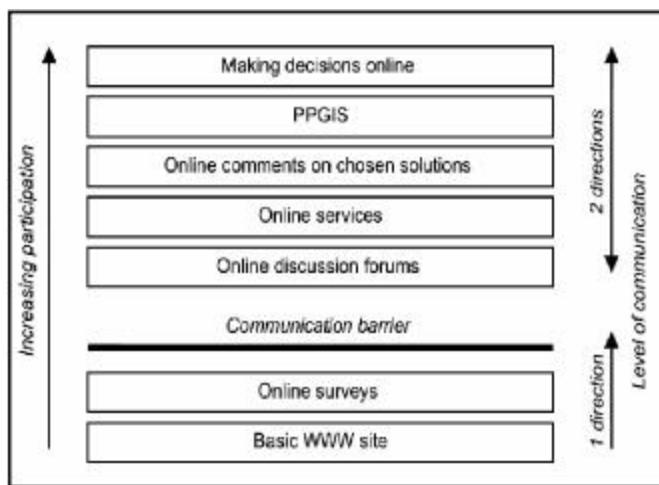 Making decisions online
PPGIS
Online comments on chosen solutions
Online services
Online discussion forums
Communication barrier
Online surveys
Basic WWW site
Increasing participation
2 directions
1 direction
Level of communication